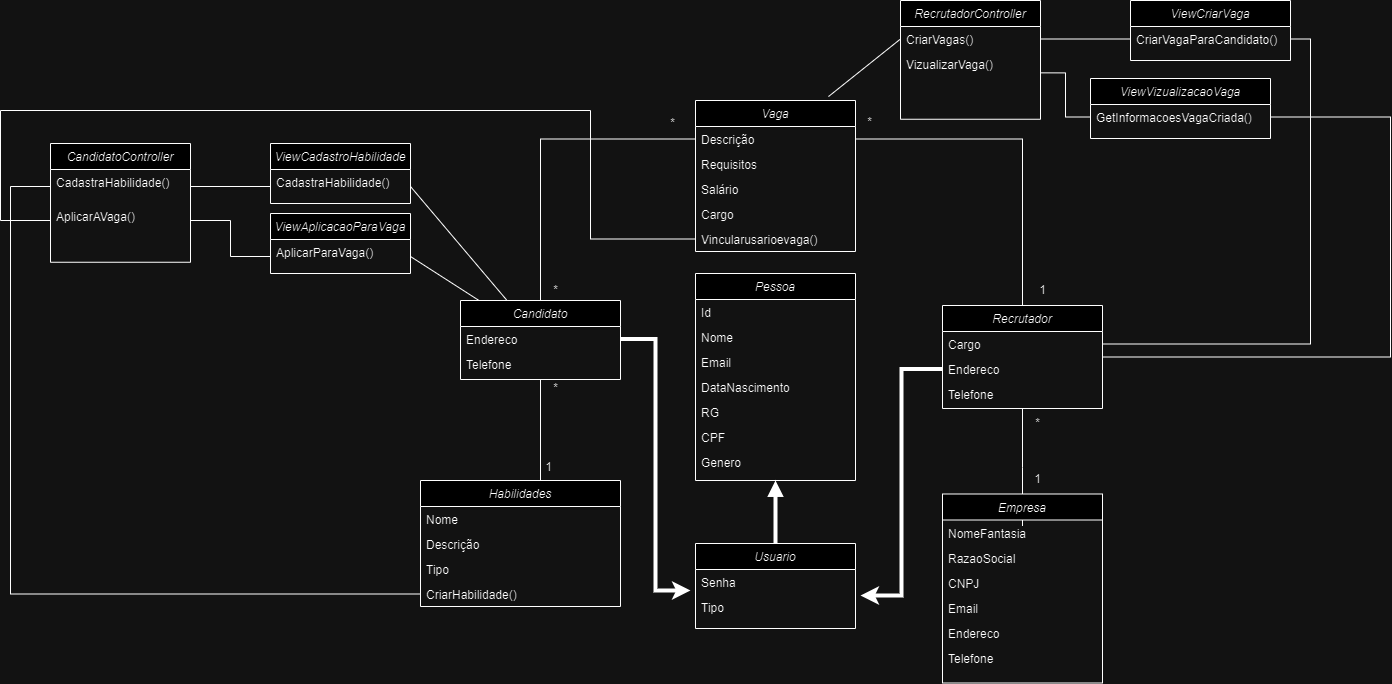 RecrutadorController
CriarVagas()
VizualizarVaga()
ViewCriarVaga
CriarVagaParaCandidato()
ViewVizualizacaoVaga
GetInformacoesVagaCriada()
Vaga
Descrição
Requisitos
Salário
Cargo
Vincularusarioevaga()
*
*
CandidatoController
CadastraHabilidade()
AplicarAVaga()
ViewCadastroHabilidade
CadastraHabilidade()
ViewAplicacaoParaVaga
AplicarParaVaga()
*
1
Candidato
Endereco
Telefone
*
1
Pessoa
Id
Nome
Email
DataNascimento
RG
CPF
Genero
Recrutador
Cargo
Endereco
Telefone
*
1
Habilidades
Nome
Descrição
Tipo
CriarHabilidade()
Usuario
Senha
Tipo
Empresa
NomeFantasia
RazaoSocial
CNPJ
Email
Endereco
Telefone